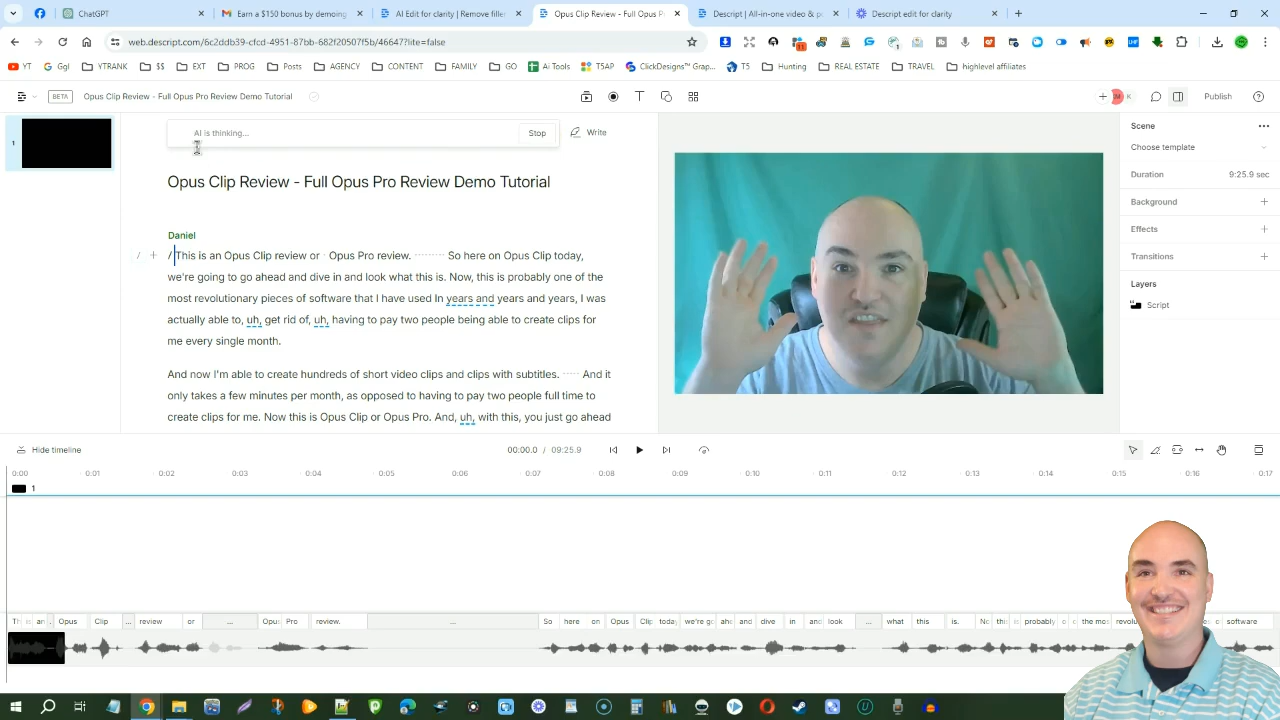 ChatGPT
Earn a $150 bonus by demoing
AI Edit for clarity | Remove fille
Opus Clip Review - Full Opus P
Descript | All-in-one video & po
Descript edit for clarity
web.descript.com/6c2ddb39-cfcd-4951-87bb-682f20507f5b/46647?lite=false
YT
Ggl
YTRANK
$$
EXT
PROG
Posts
AGENCY
CONTENT
FAMILY
GO
Ai Tools
T5AP
ClickDesigns™ Grap...
T5
Hunting
REAL ESTATE
TRAVEL
highlevel affiliates
BETA
Opus Clip Review - Full Opus Pro Review Demo Tutorial
Publish
1
AI is thinking...
Stop
Write
Opus Clip Review - Full Opus Pro Review Demo Tutorial
Daniel
/ This is an Opus Clip review or · Opus Pro review. ······· So here on Opus Clip today,
we're going to go ahead and dive in and look what this is. Now, this is probably one of the
most revolutionary pieces of software that I have used In years and years and years, I was
actually able to, uh, get rid of, uh, having to pay two people being able to create clips for
me every single month.
And now I'm able to create hundreds of short video clips and clips with subtitles. ···· And it
only takes a few minutes per month, as opposed to having to pay two people full time to
create clips for me. Now this is Opus Clip or Opus Pro. And, uh, with this, you just go ahead
Scene
Choose template
Duration 9:25.9 sec
Background
Effects
Transitions
Layers
Script
Hide timeline
00:00.0 / 09:25.9
0:00 0:01 0:02 0:03 0:04 0:05 0:06 0:07 0:08 0:09 0:10 0:11 0:12 0:13 0:14 0:15 0:16 0:17
1
Opus Clip ... review or ... Opus Pro review. ... So here on Opus Clip today we're go and dive in and look ... what this is. probably the mos software